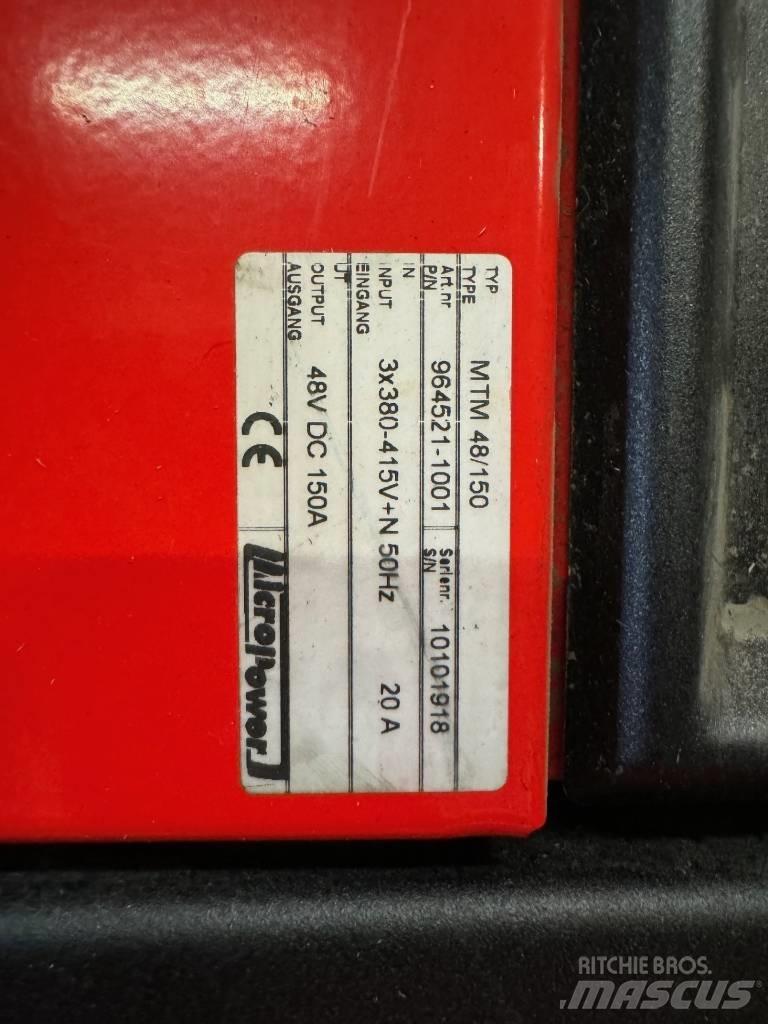 TYP
TYPE MTM 48/150
Art.nr
P/N 964521-1001 Serienr.
S/N 10101918
IN
INPUT 3x380-415V+N 50Hz 20 A
EINGANG
UT
OUTPUT 48V DC 150A
AUSGANG
CE MicroPower
RITCHIE BROS.
MASCUS